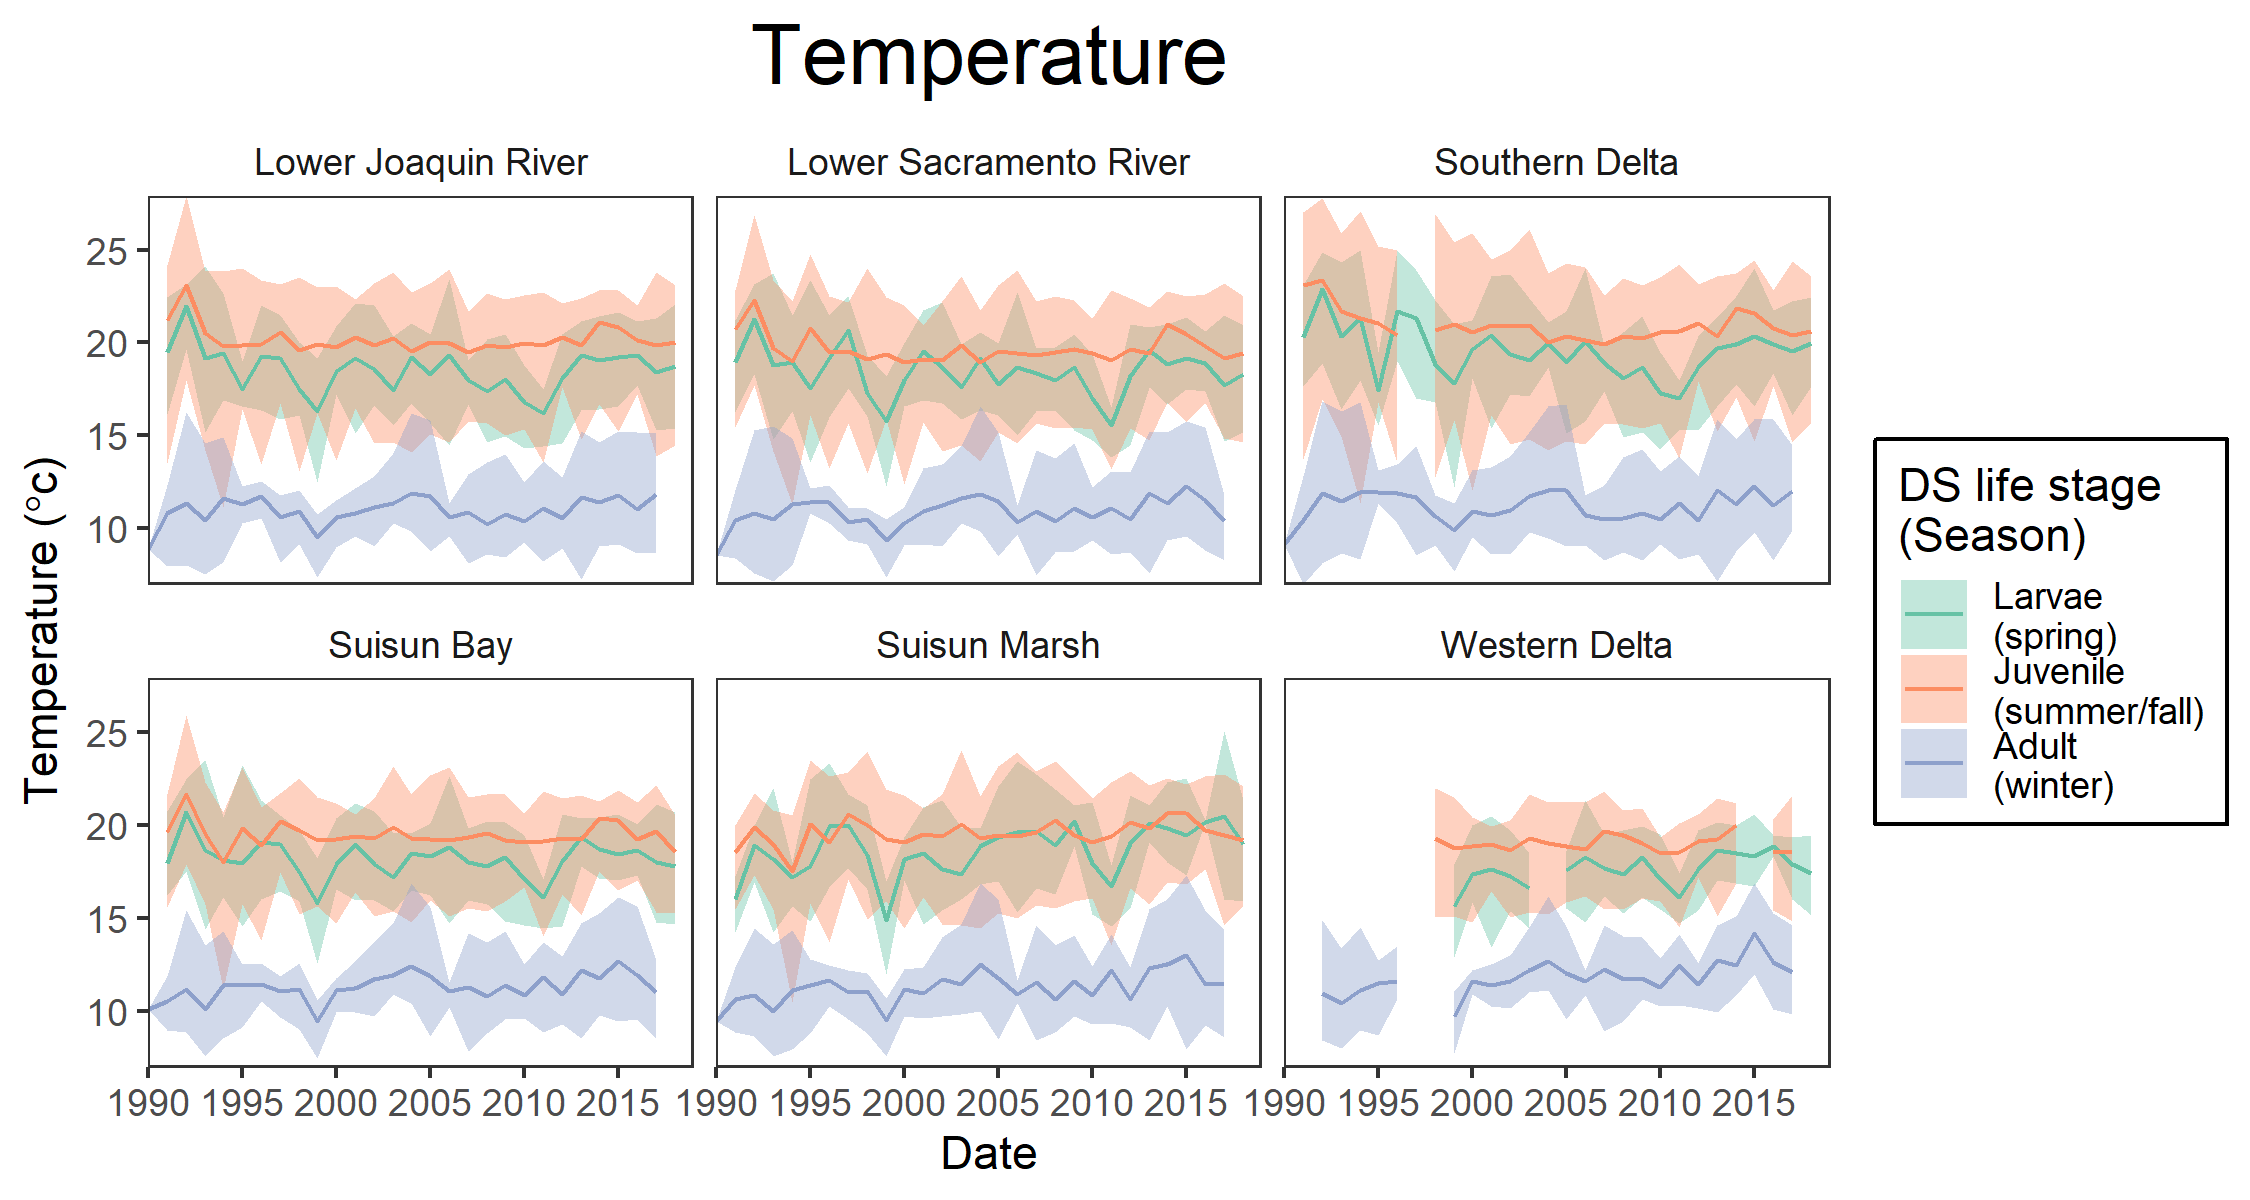 Temperature
Lower Joaquin River
Lower Sacramento River
Southern Delta
25
20
15
10
Suisun Bay
Suisun Marsh
Western Delta
25
20
15
10
1990 1995 2000 2005 2010 2015
1990 1995 2000 2005 2010 2015
1990 1995 2000 2005 2010 2015
Temperature (°c)
Date
DS life stage
(Season)
Larvae
(spring)
Juvenile
(summer/fall)
Adult
(winter)